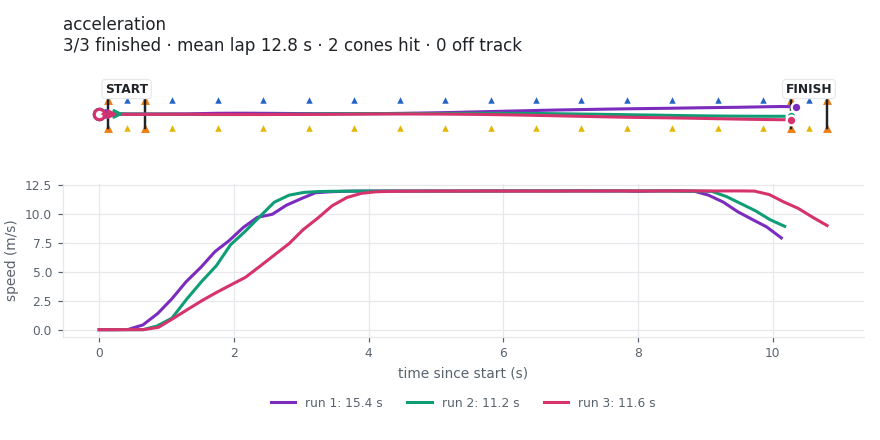 acceleration
3/3 finished · mean lap 12.8 s · 2 cones hit · 0 off track
START
FINISH
12.5
10.0
7.5
5.0
2.5
0.0
speed (m/s)
0
2
4
6
8
10
time since start (s)
run 1: 15.4 s
run 2: 11.2 s
run 3: 11.6 s